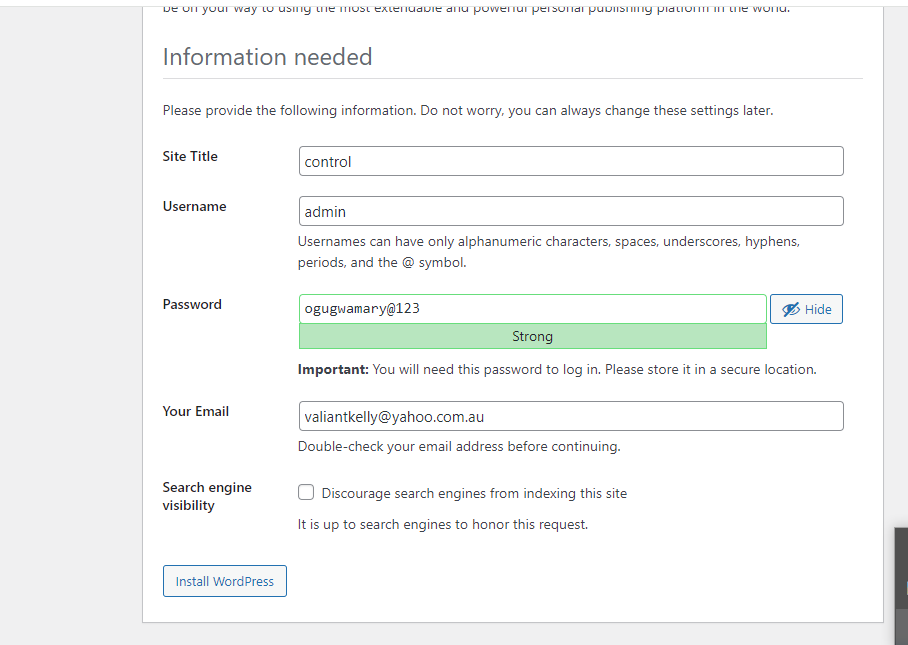 be on your way to using the most extendable and powerful personal publishing platform in the world.
Information needed
Please provide the following information. Do not worry, you can always change these settings later.
Site Title
control
Username
admin
Usernames can have only alphanumeric characters, spaces, underscores, hyphens,
periods, and the @ symbol.
Password
ogugwamary@123
Hide
Strong
Important: You will need this password to log in. Please store it in a secure location.
Your Email
valiantkelly@yahoo.com.au
Double-check your email address before continuing.
Search engine
visibility
Discourage search engines from indexing this site
It is up to search engines to honor this request.
Install WordPress